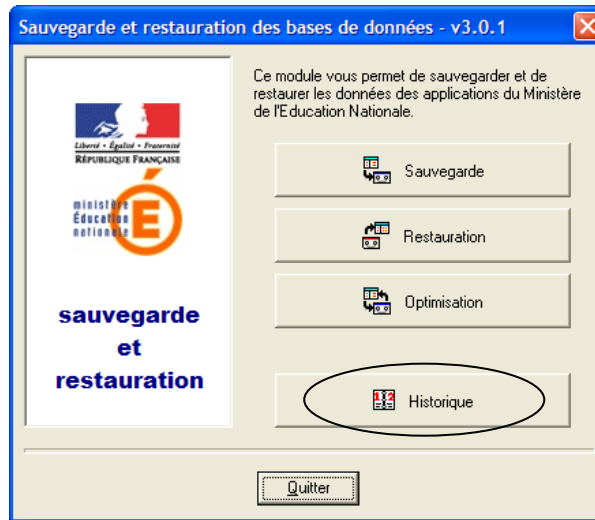 Sauvegarde et restauration des bases de données - v3.0.1
Ce module vous permet de sauvegarder et de
restaurer les données des applications du Ministère
de l'Education Nationale.
Liberté • Égalité • Fraternité
RÉPUBLIQUE FRANÇAISE
ministère
Éducation
nationale
É
sauvegarde
et
restauration
Sauvegarde
Restauration
Optimisation
Historique
Quitter